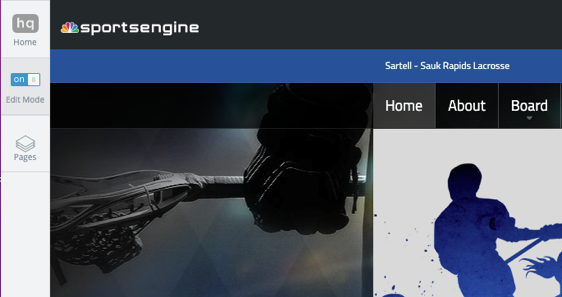 hq
Home
on
Edit Mode
Pages
sportsengine
Sartell - Sauk Rapids Lacrosse
Home About Board